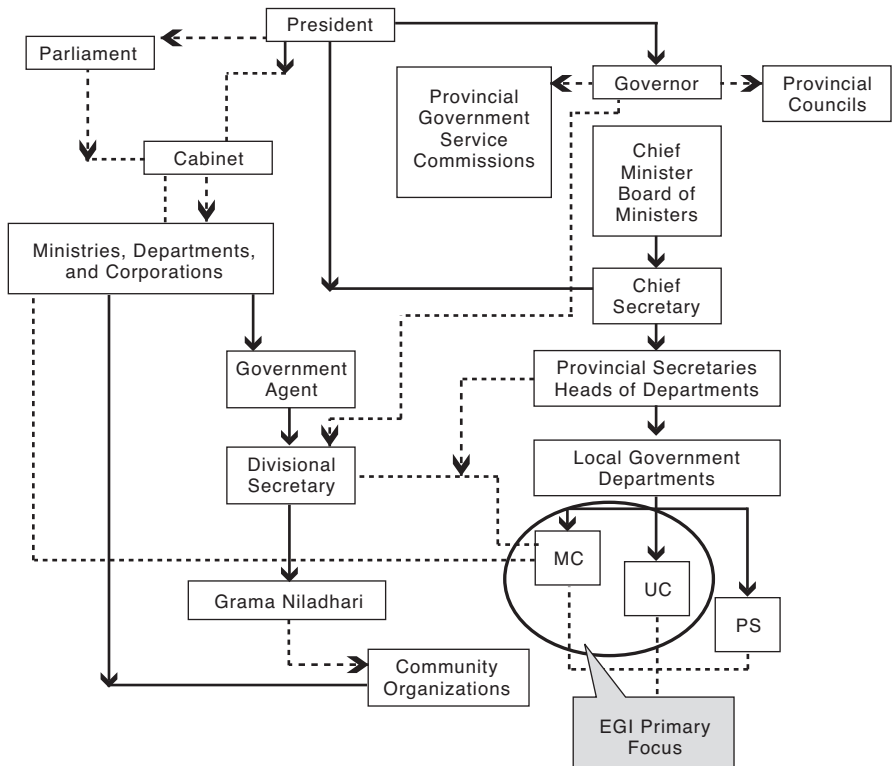 President
Parliament
Governor
Provincial
Councils
Provincial
Government
Service
Commissions
Cabinet
Chief
Minister
Board of
Ministers
Ministries, Departments,
and Corporations
Chief
Secretary
Government
Agent
Provincial Secretaries
Heads of Departments
Divisional
Secretary
Local Government
Departments
MC
UC
PS
Grama Niladhari
Community
Organizations
EGI Primary
Focus